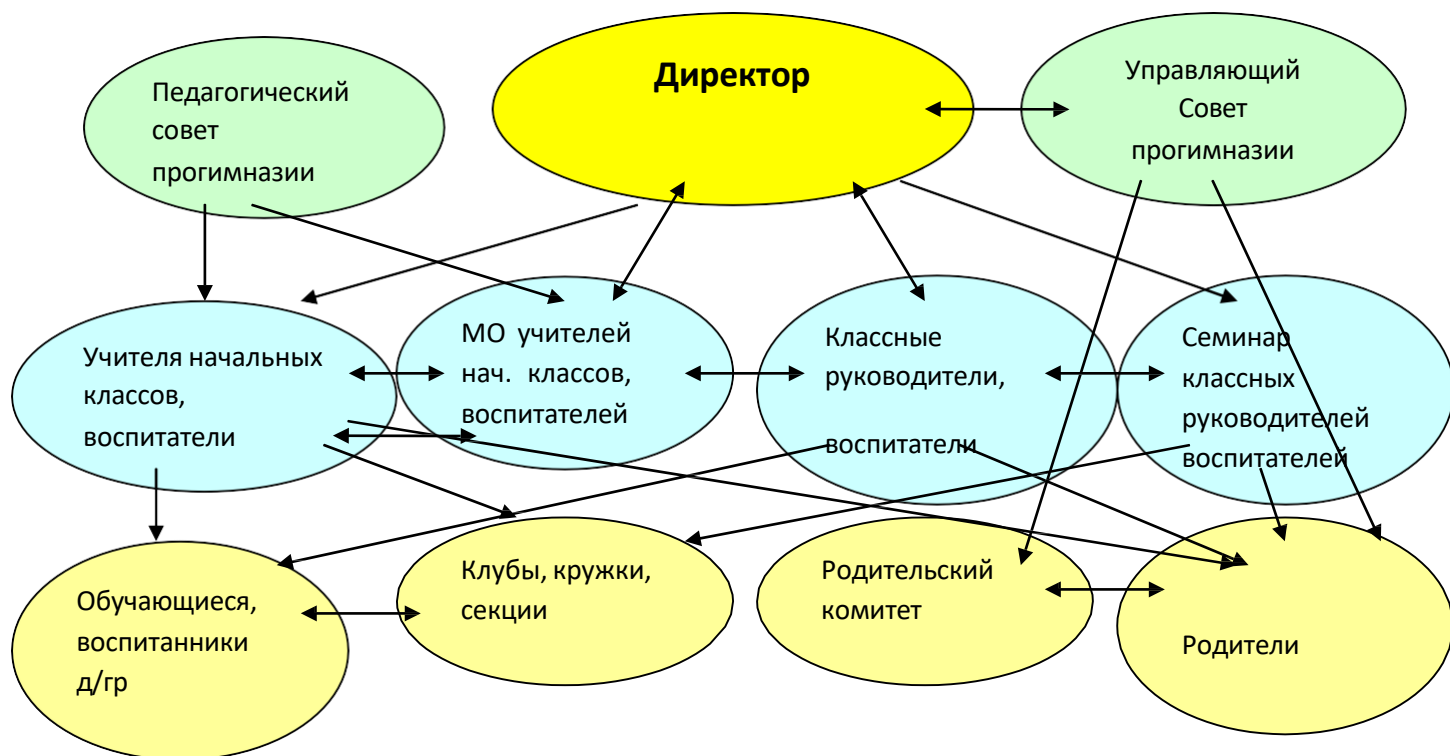 Педагогический
совет
прогимназии
Директор
Управляющий
Совет
прогимназии
Учителя начальных
классов,
воспитатели
МО учителей
нач. классов,
воспитателей
Классные
руководители,
воспитатели
Семинар
классных
руководителей
воспитателей
Обучающиеся,
воспитанники
д/гр
Клубы, кружки,
секции
Родительский
комитет
Родители